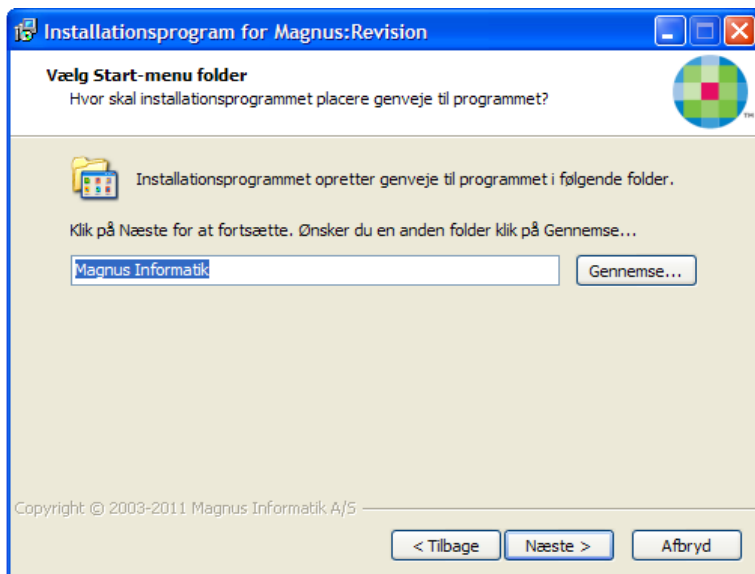 Installationsprogram for Magnus:Revision
Vælg Start-menu folder
Hvor skal installationsprogrammet placere genveje til programmet?
TM
Installationsprogrammet opretter genveje til programmet i følgende folder.
Klik på Næste for at fortsætte. Ønsker du en anden folder klik på Gennemse...
Magnus Informatik
Gennemse...
Copyright © 2003-2011 Magnus Informatik A/S
< Tilbage
Næste >
Afbryd